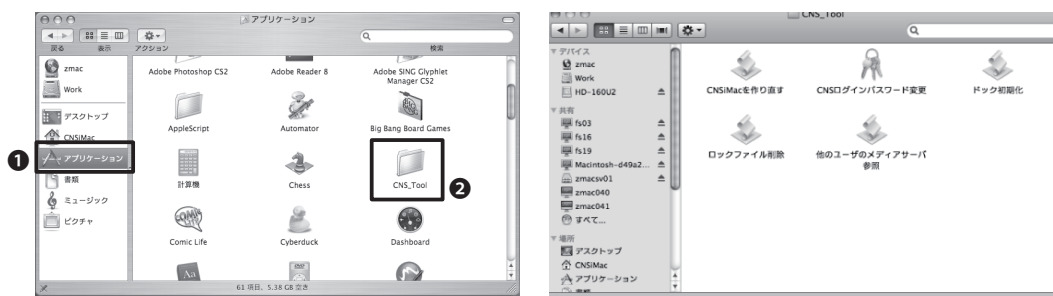 アプリケーション
戻る 表示 アクション 検索
zmac
Work
デスクトップ
CNSiMac
❶
アプリケーション
書類
ミュージック
ピクチャ
Adobe Photoshop CS2 Adobe Reader 8 Adobe SING Glyphlet
Manager CS2
AppleScript Automator Big Bang Board Games
計算機 Chess CNS_Tool
❷
Comic Life Cyberduck Dashboard
61 項目、5.38 GB 空き
CNS_Tool
デバイス
zmac
Work
HD-160U2
共有
fs03
fs16
fs19
Macintosh-d49a2...
zmacsv01
zmac040
zmac041
すべて...
場所
デスクトップ
CNSiMac
アプリケーション
書類
CNSiMacを作り直す CNSログインパスワード変更 ドック初期化
ロックファイル削除 他のユーザのメディアサーバ
参照